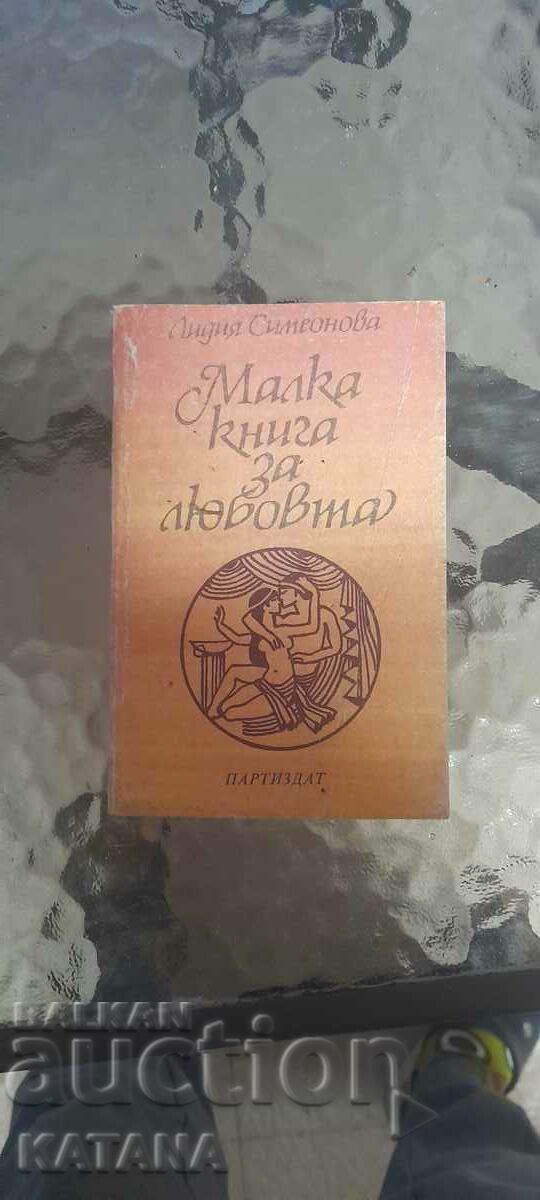 Лидия Симеонова
Малка
книга
за
любовта
ПАРТИЗДАТ
BALKAN
auction
KATANA